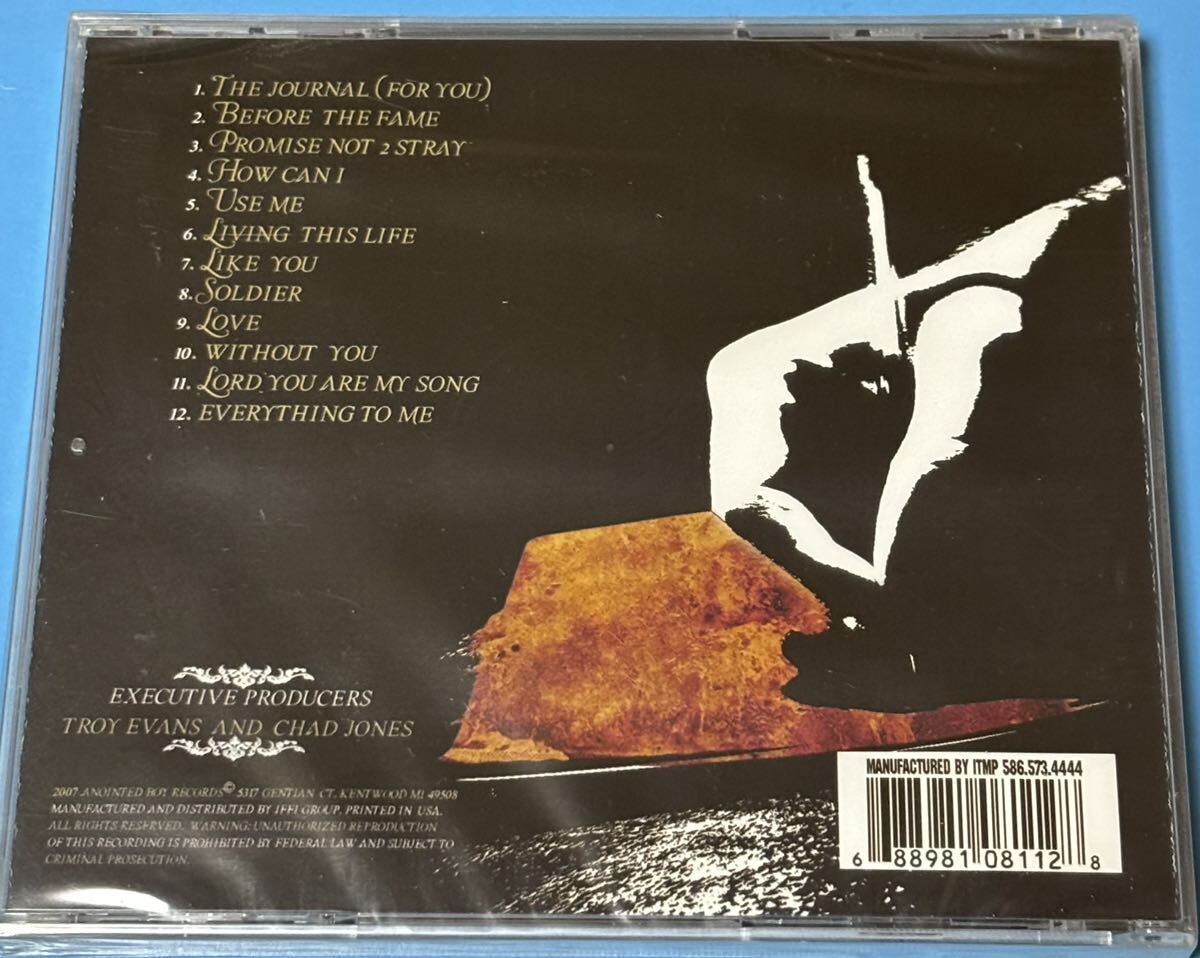 1. THE JOURNAL (FOR YOU)
2. BEFORE THE FAME
3. PROMISE NOT 2 STRAY
4. HOW CAN I
5. USE ME
6. LIVING THIS LIFE
7. LIKE YOU
8. SOLDIER
9. LOVE
10. WITHOUT YOU
11. LORD YOU ARE MY SONG
12. EVERYTHING TO ME
EXECUTIVE PRODUCERS
TROY EVANS AND CHAD JONES
2007 ANOINTED BOY RECORDS© 5317 GENTIAN CT. KENTWOOD MI 49508
MANUFACTURED AND DISTRIBUTED BY IFFI GROUP. PRINTED IN USA.
ALL RIGHTS RESERVED. WARNING: UNAUTHORIZED REPRODUCTION
OF THIS RECORDING IS PROHIBITED BY FEDERAL LAW AND SUBJECT TO
CRIMINAL PROSECUTION.
MANUFACTURED BY ITMP 586.573.4444
6 88981 08112 8